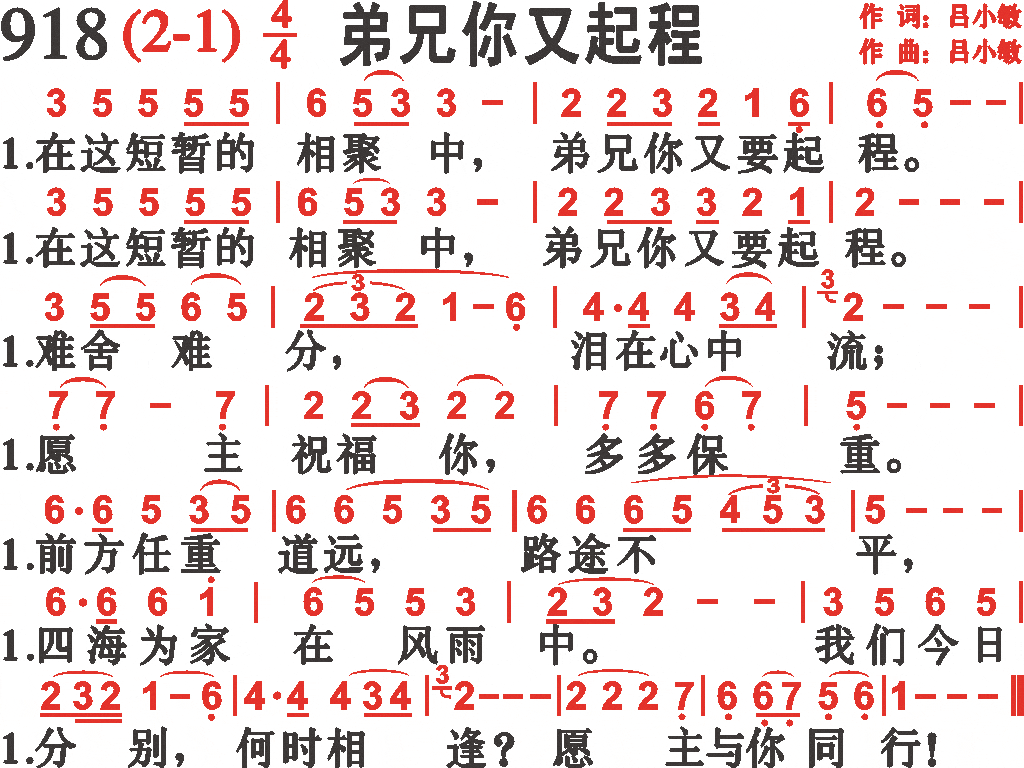 918 (2-1) 4/4 弟兄你又起程 作 词：吕小敏
作 曲：吕小敏
3 5 5 5 5 | 6 5 3 3 - | 2 2 3 2 1 6 | 6 5 - - |
1.在这短暂的 相聚 中， 弟兄你又要起 程。
3 5 5 5 5 | 6 5 3 3 - | 2 2 3 3 2 1 | 2 - - - |
1.在这短暂的 相聚 中， 弟兄你又要起 程。
3 5 5 6 5 | 3 2 3 2 1 - 6 | 4 · 4 4 3 4 | 3 2 - - - |
1.难舍 难 分， 泪在心中 流；
7 7 - 7 | 2 2 3 2 2 | 7 7 6 7 | 5 - - - |
1.愿 主 祝福 你， 多多保 重。
6 · 6 5 3 5 | 6 6 5 3 5 | 6 6 6 5 3 4 5 3 | 5 - - - |
1.前方任重 道远， 路途不 平，
6 · 6 6 1 | 6 5 5 3 | 2 3 2 - - | 3 5 6 5 |
1.四海为家 在 风雨 中。 我们今日
2 3 2 1 - 6 | 4 · 4 4 3 4 | 3 2 - - - | 2 2 2 7 | 6 6 7 5 6 | 1 - - - ‖
1.分 别， 何时相 逢？愿 主与你同 行！